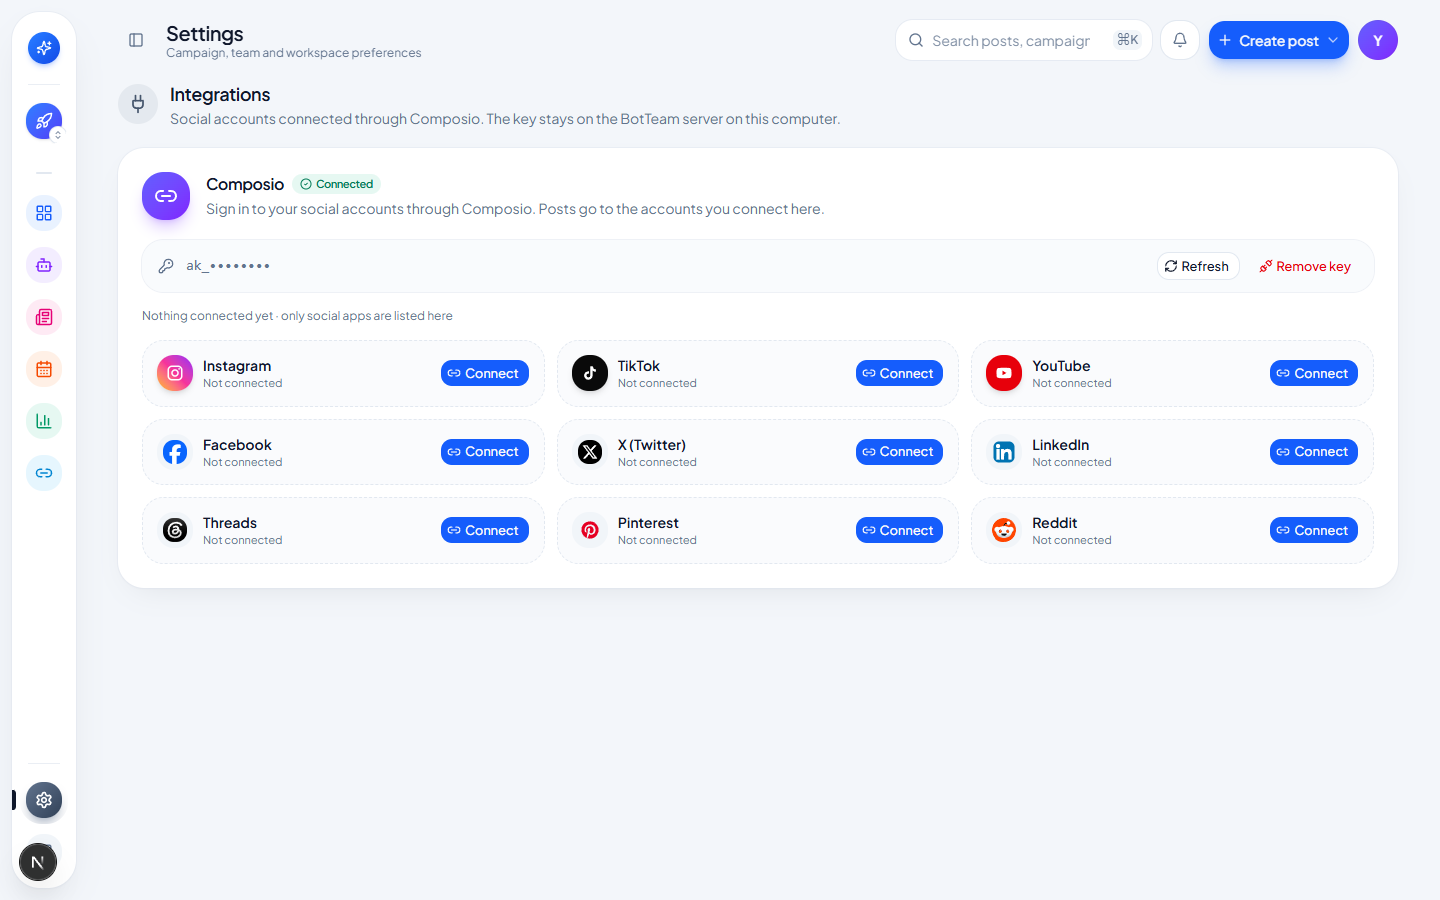 Settings
Campaign, team and workspace preferences
Search posts, campaigr
⌘K
Create post
Y
Integrations
Social accounts connected through Composio. The key stays on the BotTeam server on this computer.
Composio
Connected
Sign in to your social accounts through Composio. Posts go to the accounts you connect here.
ak_••••••••
Refresh
Remove key
Nothing connected yet · only social apps are listed here
Instagram
Not connected
Connect
TikTok
Not connected
Connect
YouTube
Not connected
Connect
Facebook
Not connected
Connect
X (Twitter)
Not connected
Connect
LinkedIn
Not connected
Connect
Threads
Not connected
Connect
Pinterest
Not connected
Connect
Reddit
Not connected
Connect
N